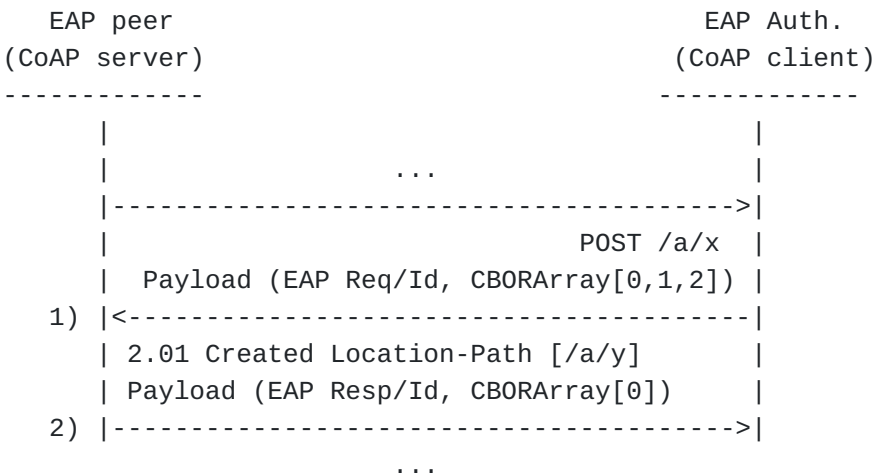 EAP peer EAP Auth.
(CoAP server) (CoAP client)
------------- -------------
| |
| ... |
|---------------------------------------->|
| POST /a/x |
| Payload (EAP Req/Id, CBORArray[0,1,2]) |
1) |<----------------------------------------|
| 2.01 Created Location-Path [/a/y] |
| Payload (EAP Resp/Id, CBORArray[0]) |
2) |---------------------------------------->|
...